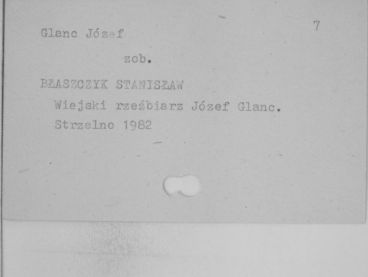 7
Glanc Józef
zob.
BŁASZCZYK STANISŁAW
Wiejski rzeźbiarz Józef Glanc.
Strzelno 1982